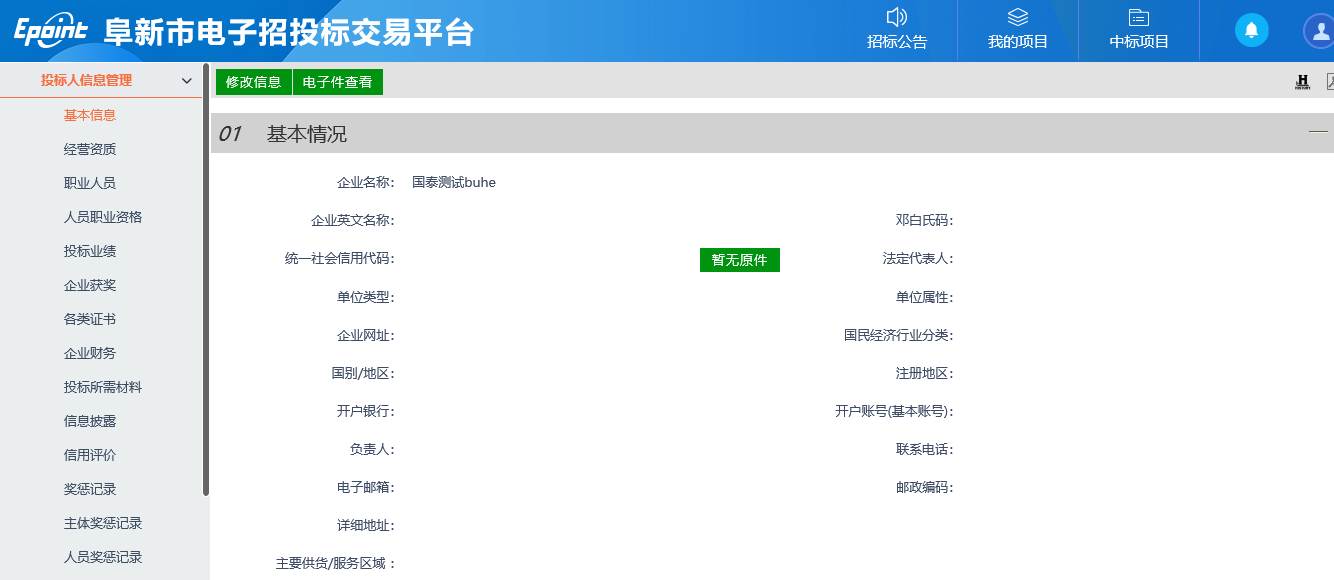 Epoint 阜新市电子招投标交易平台
招标公告 我的项目 中标项目
投标人信息管理
基本信息
经营资质
职业人员
人员职业资格
投标业绩
企业获奖
各类证书
企业财务
投标所需材料
信息披露
信用评价
奖惩记录
主体奖惩记录
人员奖惩记录
修改信息 电子件查看
H
HISTORY
01 基本情况
企业名称: 国泰测试buhe
企业英文名称: 邓白氏码:
统一社会信用代码: 暂无原件 法定代表人:
单位类型: 单位属性:
企业网址: 国民经济行业分类:
国别/地区: 注册地区:
开户银行: 开户账号(基本账号):
负责人: 联系电话:
电子邮箱: 邮政编码:
详细地址:
主要供货/服务区域 :